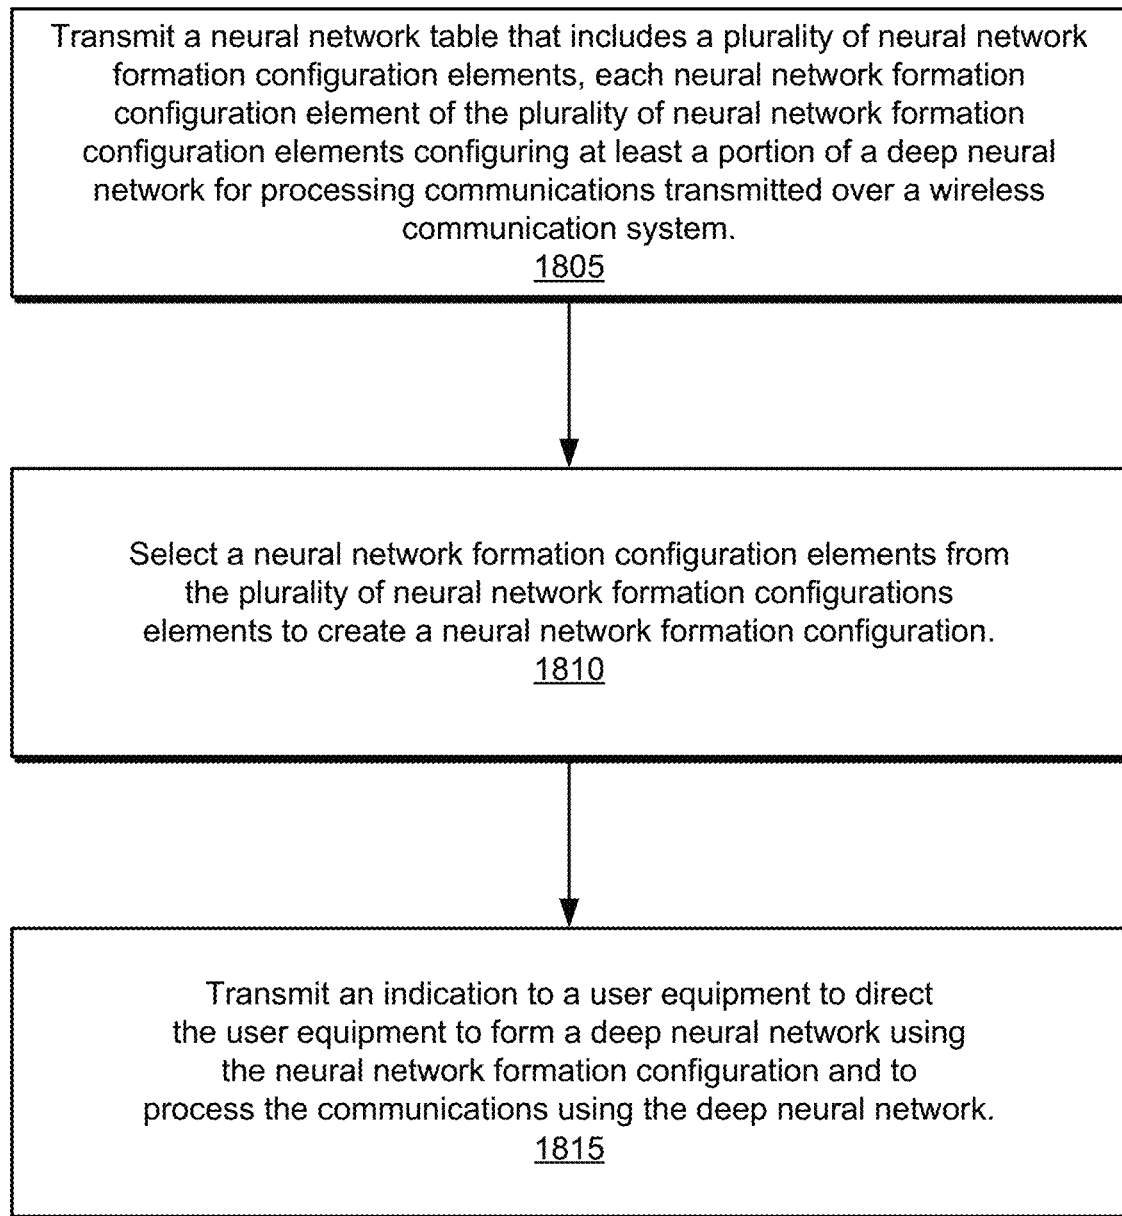 Transmit a neural network table that includes a plurality of neural network
formation configuration elements, each neural network formation
configuration element of the plurality of neural network formation
configuration elements configuring at least a portion of a deep neural
network for processing communications transmitted over a wireless
communication system.
1805
Select a neural network formation configuration elements from
the plurality of neural network formation configurations
elements to create a neural network formation configuration.
1810
Transmit an indication to a user equipment to direct
the user equipment to form a deep neural network using
the neural network formation configuration and to
process the communications using the deep neural network.
1815